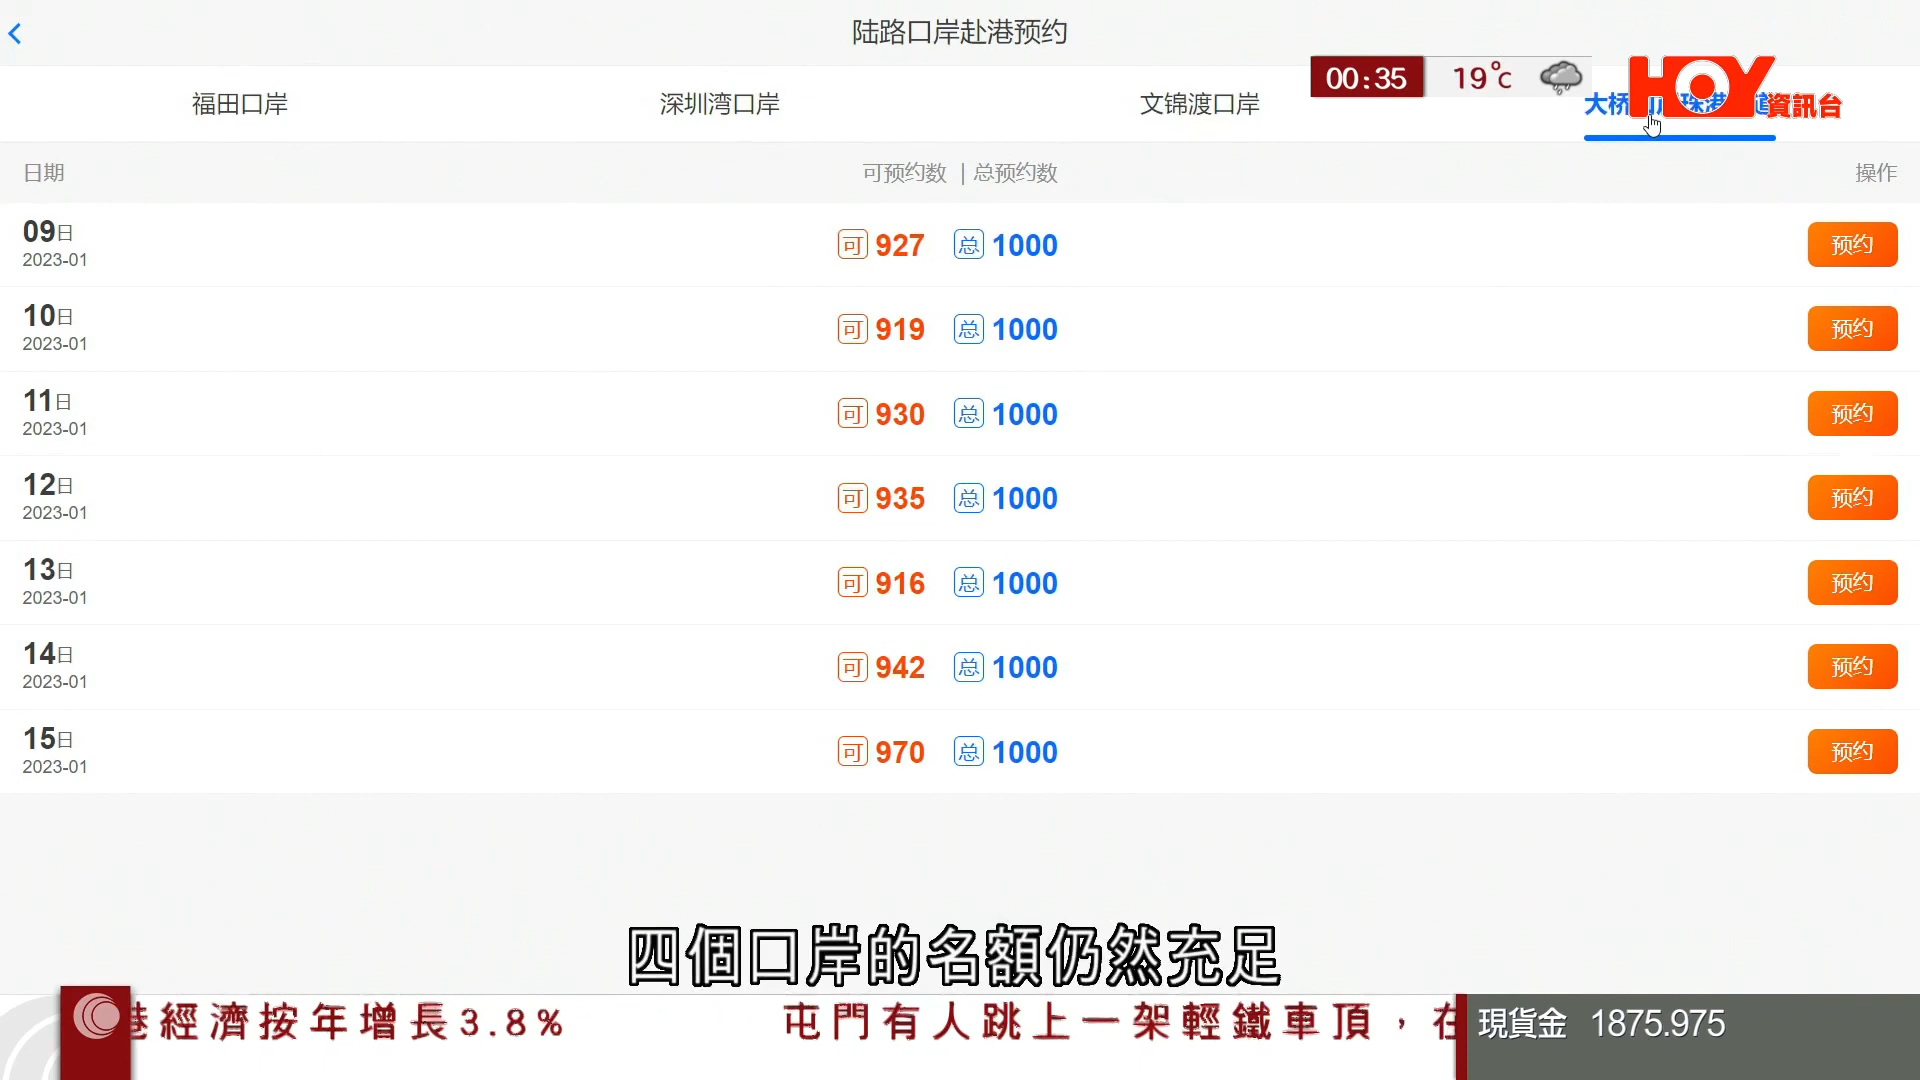 陆路口岸赴港预约
00:35 19°c HOY 資訊台
福田口岸 深圳湾口岸 文锦渡口岸 大桥 珠港
日期 可预约数 | 总预约数 操作
09日 可 927 总 1000 预约
2023-01
10日 可 919 总 1000 预约
2023-01
11日 可 930 总 1000 预约
2023-01
12日 可 935 总 1000 预约
2023-01
13日 可 916 总 1000 预约
2023-01
14日 可 942 总 1000 预约
2023-01
15日 可 970 总 1000 预约
2023-01
四個口岸的名額仍然充足
港經濟按年增長3.8% 屯門有人跳上一架輕鐵車頂，在 現貨金 1875.975